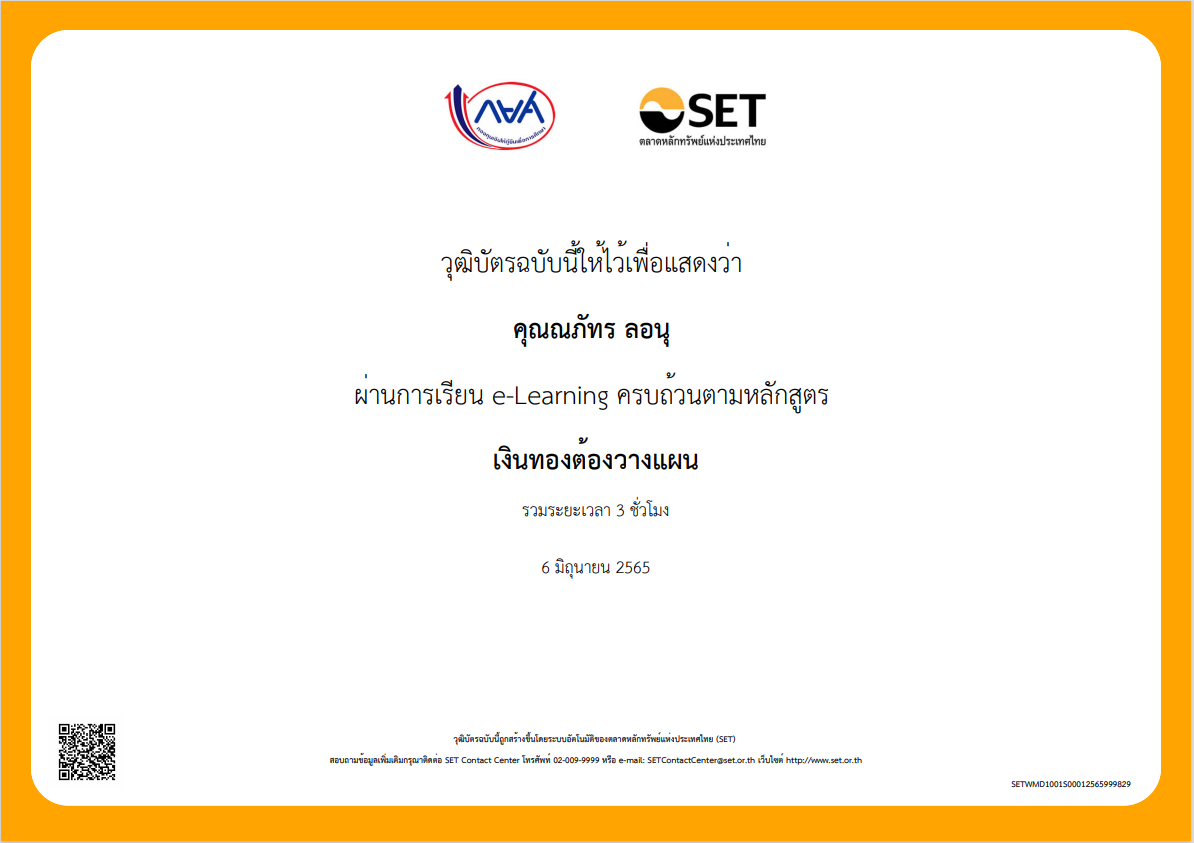 กยศ
กองทุนเงินให้กู้ยืมเพื่อการศึกษา
SET
ตลาดหลักทรัพย์แห่งประเทศไทย
วุฒิบัตรฉบับนี้ให้ไว้เพื่อแสดงว่า
คุณณภัทร ลอนุ
ผ่านการเรียน e-Learning ครบถ้วนตามหลักสูตร
เงินทองต้องวางแผน
รวมระยะเวลา 3 ชั่วโมง
6 มิถุนายน 2565
วุฒิบัตรฉบับนี้ถูกสร้างขึ้นโดยระบบอัตโนมัติของตลาดหลักทรัพย์แห่งประเทศไทย (SET)
สอบถามข้อมูลเพิ่มเติมกรุณาติดต่อ SET Contact Center โทรศัพท์ 02-009-9999 หรือ e-mail: SETContactCenter@set.or.th เว็บไซต์ http://www.set.or.th
SETWMD1001S00012565999829